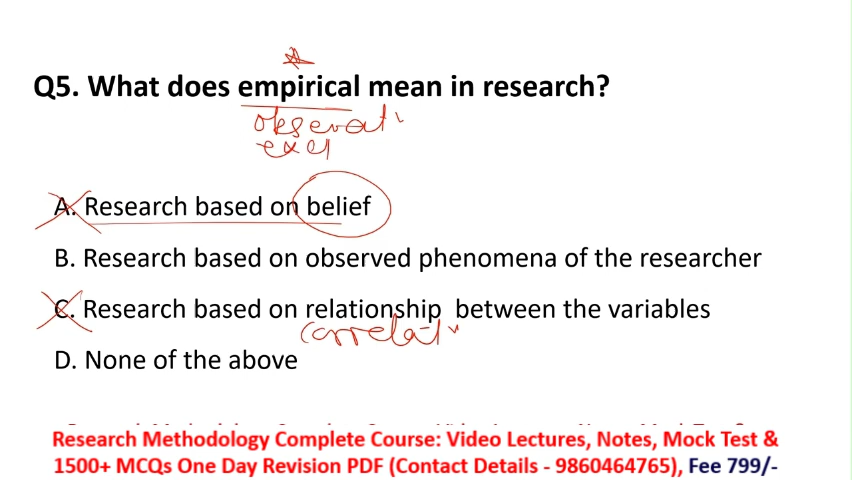 Q5. What does empirical mean in research?
A. Research based on belief
B. Research based on observed phenomena of the researcher
C. Research based on relationship between the variables
D. None of the above
Research Methodology Complete Course: Video Lectures, Notes, Mock Test &
1500+ MCQs One Day Revision PDF (Contact Details - 9860464765), Fee 799/-